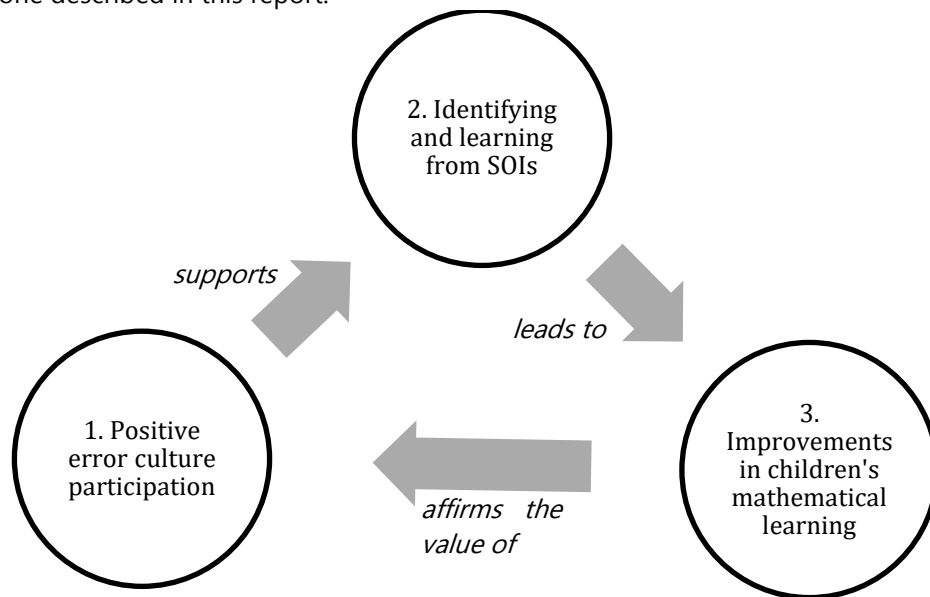 one described in this report.
2. Identifying
and learning
from SOIs
supports
leads to
1. Positive
error culture
participation
3.
Improvements
in children's
mathematical
learning
affirms the
value of